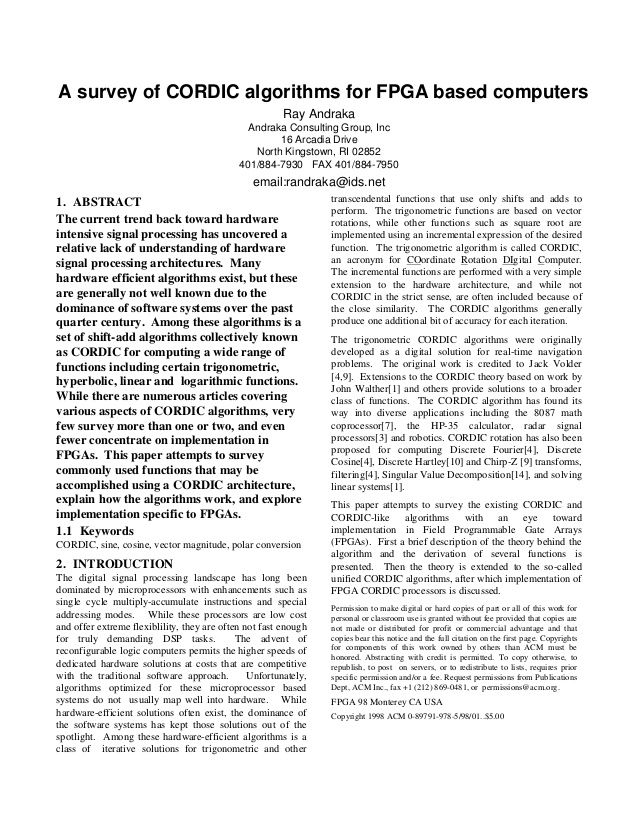 A survey of CORDIC algorithms for FPGA based computers
Ray Andraka
Andraka Consulting Group, Inc
16 Arcadia Drive
North Kingstown, RI 02852
401/884-7930 FAX 401/884-7950
email:randraka@ids.net
1. ABSTRACT
The current trend back toward hardware
intensive signal processing has uncovered a
relative lack of understanding of hardware
signal processing architectures. Many
hardware efficient algorithms exist, but these
are generally not well known due to the
dominance of software systems over the past
quarter century. Among these algorithms is a
set of shift-add algorithms collectively known
as CORDIC for computing a wide range of
functions including certain trigonometric,
hyperbolic, linear and logarithmic functions.
While there are numerous articles covering
various aspects of CORDIC algorithms, very
few survey more than one or two, and even
fewer concentrate on implementation in
FPGAs. This paper attempts to survey
commonly used functions that may be
accomplished using a CORDIC architecture,
explain how the algorithms work, and explore
implementation specific to FPGAs.
1.1 Keywords
CORDIC, sine, cosine, vector magnitude, polar conversion
2. INTRODUCTION
The digital signal processing landscape has long been
dominated by microprocessors with enhancements such as
single cycle multiply-accumulate instructions and special
addressing modes. While these processors are low cost
and offer extreme flexiblility, they are often not fast enough
for truly demanding DSP tasks. The advent of
reconfigurable logic computers permits the higher speeds of
dedicated hardware solutions at costs that are competitive
with the traditional software approach. Unfortunately,
algorithms optimized for these microprocessor based
systems do not usually map well into hardware. While
hardware-efficient solutions often exist, the dominance of
the software systems has kept those solutions out of the
spotlight. Among these hardware-efficient algorithms is a
class of iterative solutions for trigonometric and other
transcendental functions that use only shifts and adds to
perform. The trigonometric functions are based on vector
rotations, while other functions such as square root are
implemented using an incremental expression of the desired
function. The trigonometric algorithm is called CORDIC,
an acronym for COordinate Rotation DIgital Computer.
The incremental functions are performed with a very simple
extension to the hardware architecture, and while not
CORDIC in the strict sense, are often included because of
the close similarity. The CORDIC algorithms generally
produce one additional bit of accuracy for each iteration.
The trigonometric CORDIC algorithms were originally
developed as a digital solution for real-time navigation
problems. The original work is credited to Jack Volder
[4,9]. Extensions to the CORDIC theory based on work by
John Walther[1] and others provide solutions to a broader
class of functions. The CORDIC algorithm has found its
way into diverse applications including the 8087 math
coprocessor[7], the HP-35 calculator, radar signal
processors[3] and robotics. CORDIC rotation has also been
proposed for computing Discrete Fourier[4], Discrete
Cosine[4], Discrete Hartley[10] and Chirp-Z [9] transforms,
filtering[4], Singular Value Decomposition[14], and solving
linear systems[1].
This paper attempts to survey the existing CORDIC and
CORDIC-like algorithms with an eye toward
implementation in Field Programmable Gate Arrays
(FPGAs). First a brief description of the theory behind the
algorithm and the derivation of several functions is
presented. Then the theory is extended to the so-called
unified CORDIC algorithms, after which implementation of
FPGA CORDIC processors is discussed.
Permission to make digital or hard copies of part or all of this work for
personal or classroom use is granted without fee provided that copies are
not made or distributed for profit or commercial advantage and that
copies bear this notice and the full citation on the first page. Copyrights
for components of this work owned by others than ACM must be
honored. Abstracting with credit is permitted. To copy otherwise, to
republish, to post on servers, or to redistribute to lists, requires prior
specific permission and/or a fee. Request permissions from Publications
Dept, ACM Inc., fax +1 (212) 869-0481, or permissions@acm.org.
FPGA 98 Monterey CA USA
Copyright 1998 ACM 0-89791-978-5/98/01..$5.00